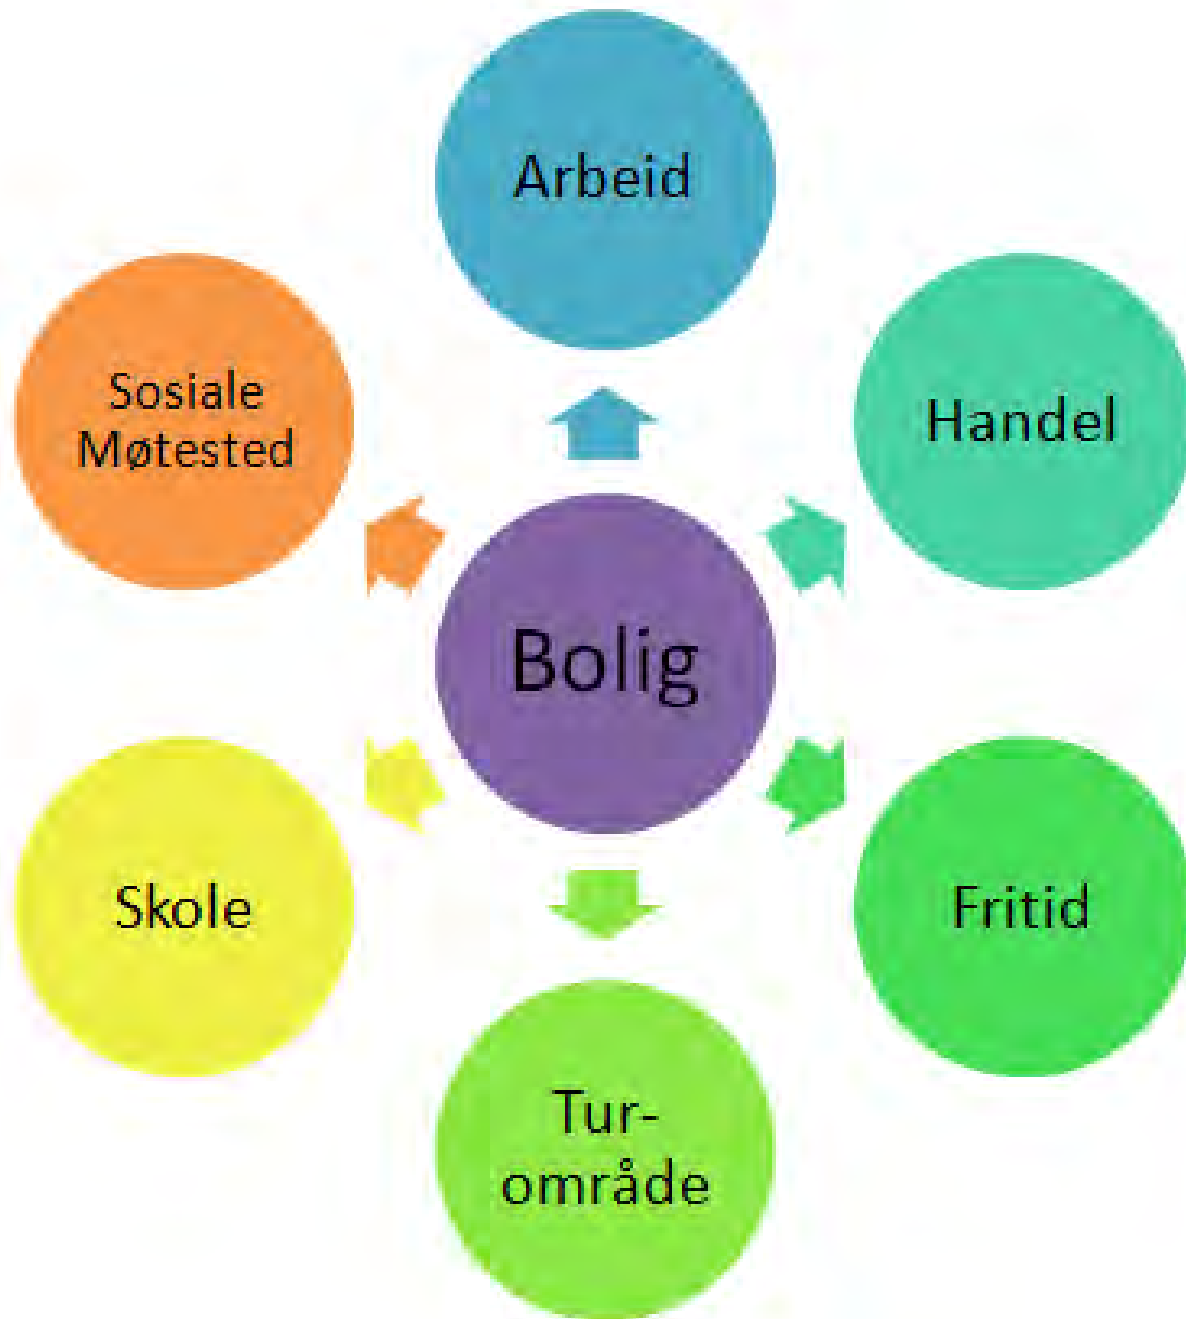 Arbeid
Sosiale
Møtested
Handel
Bolig
Skole
Fritid
Tur-
område